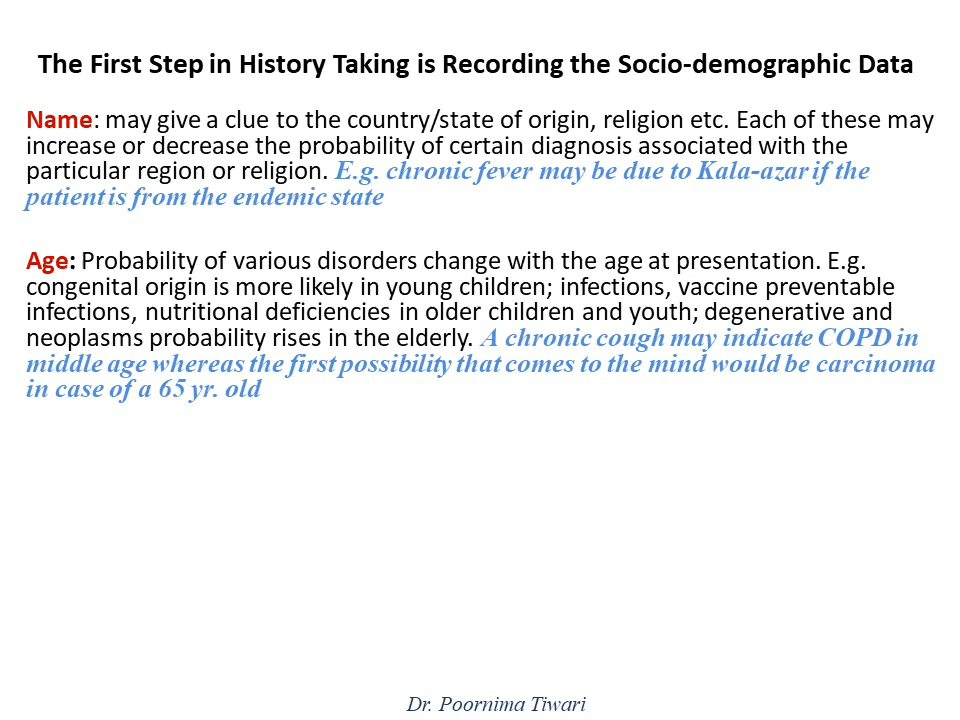 The First Step in History Taking is Recording the Socio-demographic Data
Name: may give a clue to the country/state of origin, religion etc. Each of these may
increase or decrease the probability of certain diagnosis associated with the
particular region or religion. E.g. chronic fever may be due to Kala-azar if the
patient is from the endemic state
Age: Probability of various disorders change with the age at presentation. E.g.
congenital origin is more likely in young children; infections, vaccine preventable
infections, nutritional deficiencies in older children and youth; degenerative and
neoplasms probability rises in the elderly. A chronic cough may indicate COPD in
middle age whereas the first possibility that comes to the mind would be carcinoma
in case of a 65 yr. old
Dr. Poornima Tiwari